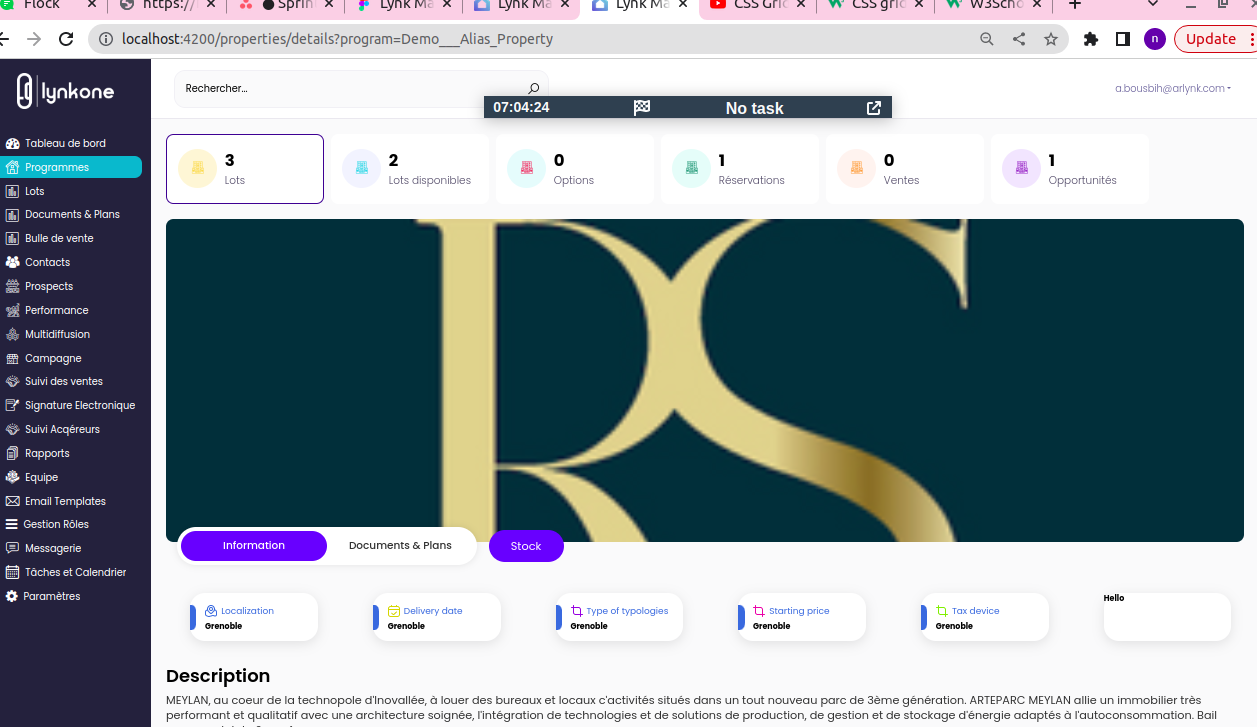 Flock
https://
Sprin
Lynk Ma
Lynk Ma
Lynk Ma
CSS Grid
CSS grid
W3Scho
localhost:4200/properties/details?program=Demo___Alias_Property
n
Update
lynkone
Rechercher...
a.bousbih@arlynk.com
07:04:24 No task
Tableau de bord
Programmes
Lots
Documents & Plans
Bulle de vente
Contacts
Prospects
Performance
Multidiffusion
Campagne
Suivi des ventes
Signature Electronique
Suivi Acqéreurs
Rapports
Equipe
Email Templates
Gestion Rôles
Messagerie
Tâches et Calendrier
Paramètres
3
Lots
2
Lots disponibles
0
Options
1
Réservations
0
Ventes
1
Opportunités
RS
Information
Documents & Plans
Stock
Localization
Grenoble
Delivery date
Grenoble
Type of typologies
Grenoble
Starting price
Grenoble
Tax device
Grenoble
Hello
Description
MEYLAN, au coeur de la technopole d'Inovallée, à louer des bureaux et locaux c'activités situés dans un tout nouveau parc de 3ème génération. ARTEPARC MEYLAN allie un immobilier très
performant et qualitatif avec une architecture soignée, l'intégration de technologies et de solutions de production, de gestion et de stockage d'énergie adaptés à l'autoconsommation. Bail